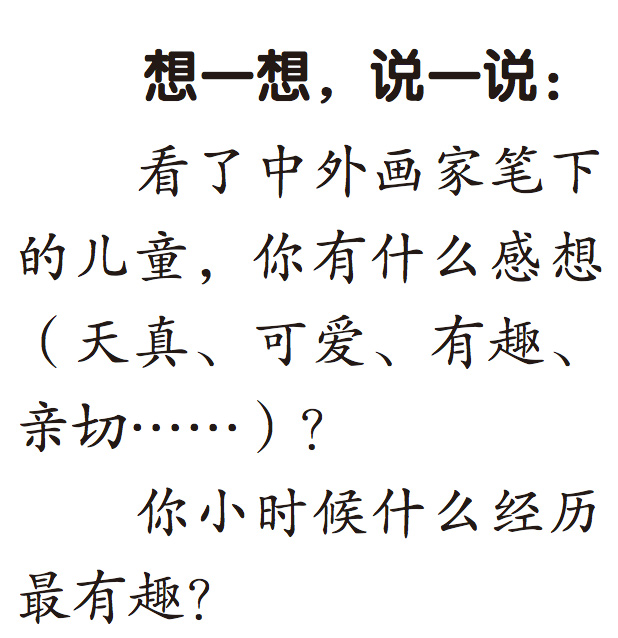 想一想，说一说：
看了中外画家笔下
的儿童，你有什么感想
（天真、可爱、有趣、
亲切……）？
你小时候什么经历
最有趣？